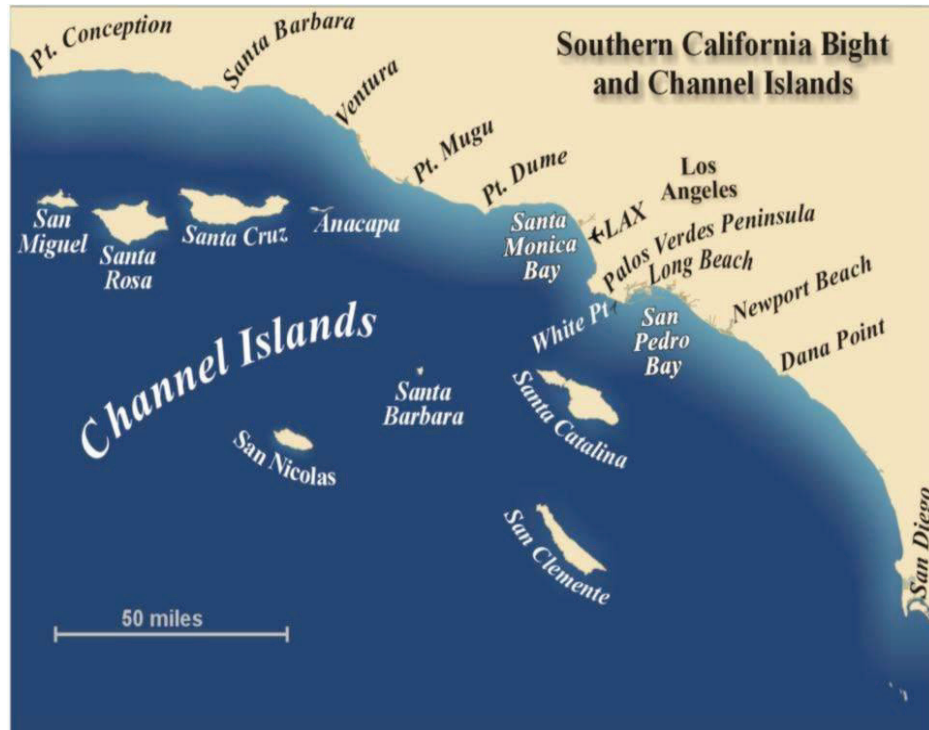 Southern California Bight
and Channel Islands
Pt. Conception
Santa Barbara
Ventura
Pt. Mugu
Pt. Dume
Los
Angeles
LAX
Santa
Monica
Bay
Palos Verdes Peninsula
Long Beach
Newport Beach
White Pt
San
Pedro
Bay
Dana Point
San Diego
San
Miguel
Santa
Rosa
Santa Cruz
Anacapa
Channel Islands
Santa
Barbara
San Nicolas
Santa Catalina
San Clemente
50 miles